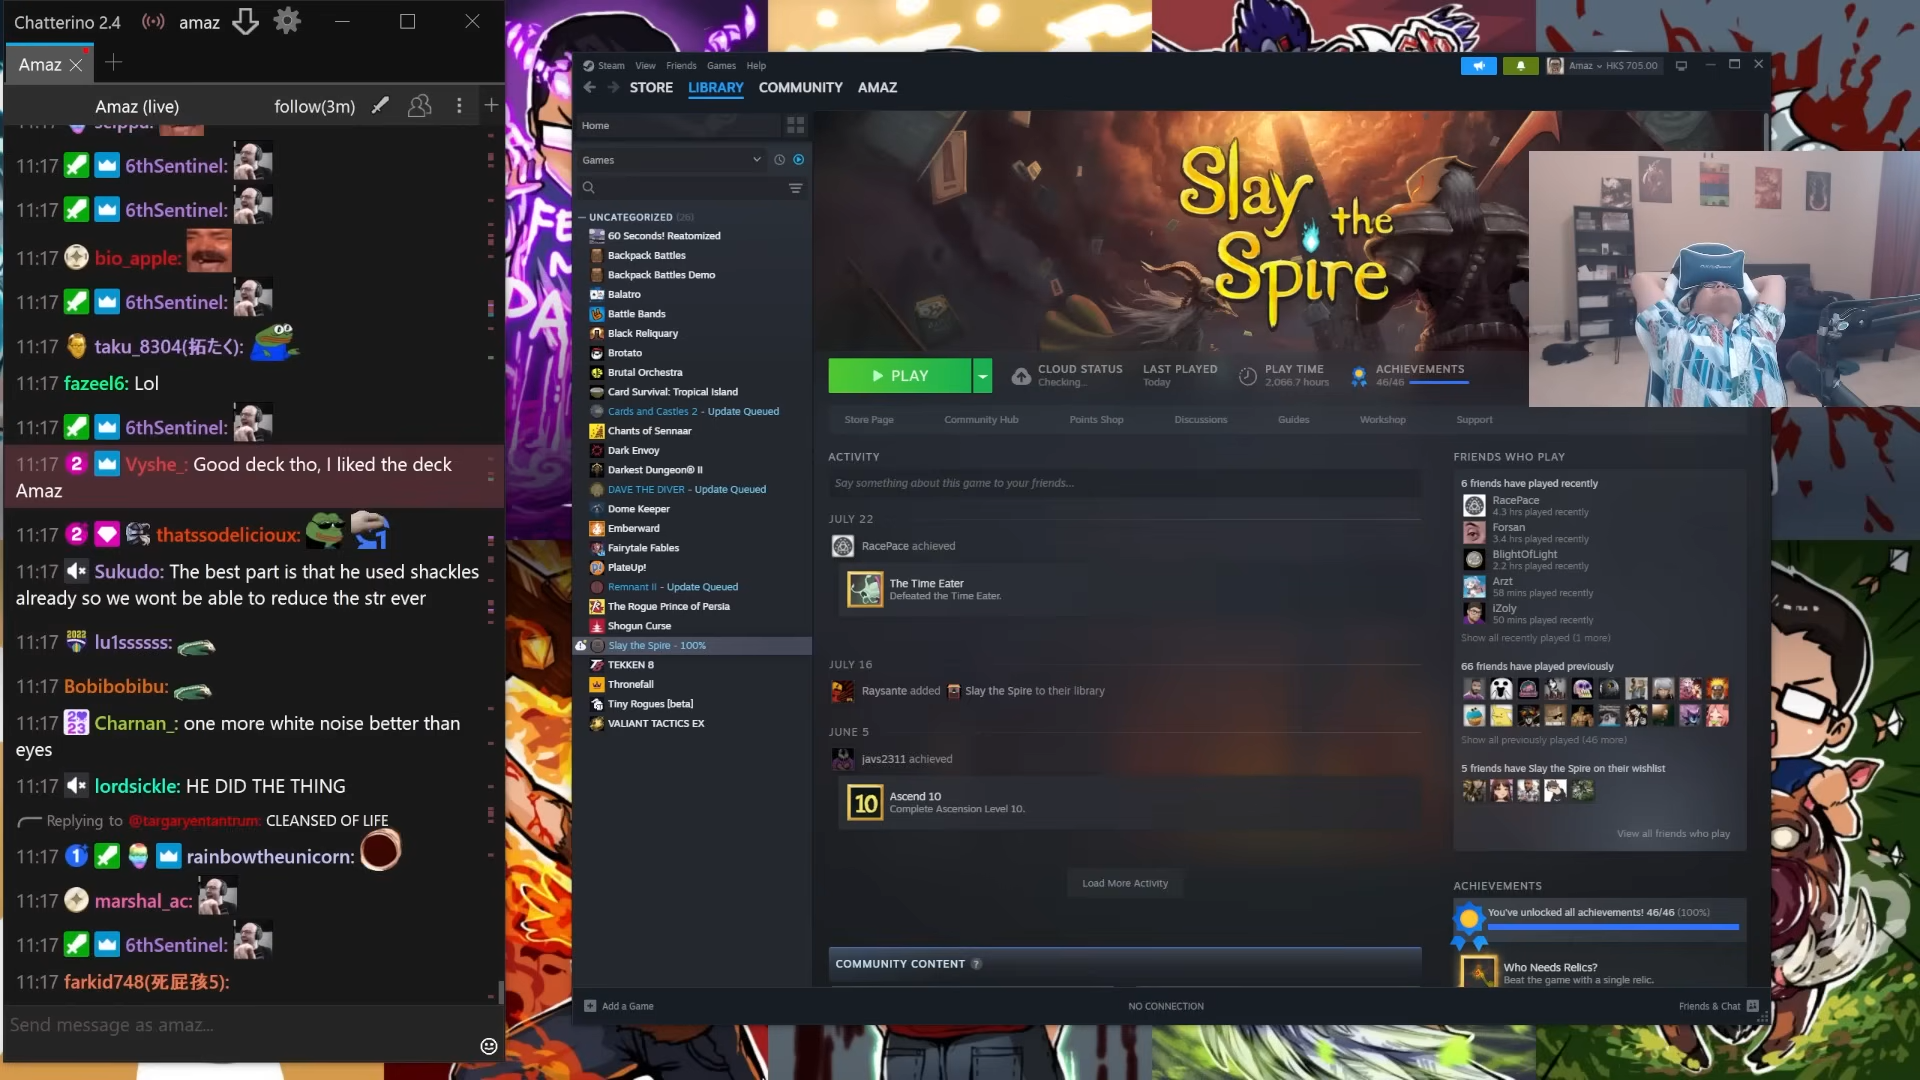 Chatterino 2.4
amaz
Amaz
Amaz (live)
follow(3m)
11:17 6thSentinel:
11:17 6thSentinel:
11:17 bio_apple:
11:17 6thSentinel:
11:17 taku_8304(拓たく):
11:17 fazeel6: Lol
11:17 6thSentinel:
11:17 2 Vyshe_: Good deck tho, I liked the deck
Amaz
11:17 2 thatssodelicioux:
11:17 Sukudo: The best part is that he used shackles
already so we wont be able to reduce the str ever
11:17 2022 lu1ssssss:
11:17 Bobibobibu:
11:17 Charnan_: one more white noise better than
eyes
11:17 lordsickle: HE DID THE THING
Replying to @targaryentantrum: CLEANSED OF LIFE
11:17 1 rainbowtheunicorn:
11:17 marshal_ac:
11:17 6thSentinel:
11:17 farkid748(死屁孩5):
Send message as amaz...
Steam View Friends Games Help
Amaz HK$ 705.00
STORE LIBRARY COMMUNITY AMAZ
Home
Games
UNCATEGORIZED (26)
60 Seconds! Reatomized
Backpack Battles
Backpack Battles Demo
Balatro
Battle Bands
Black Reliquary
Brotato
Brutal Orchestra
Card Survival: Tropical Island
Cards and Castles 2 - Update Queued
Chants of Sennaar
Dark Envoy
Darkest Dungeon® II
DAVE THE DIVER - Update Queued
Dome Keeper
Emberward
Fairytale Fables
PlateUp!
Remnant II - Update Queued
The Rogue Prince of Persia
Shogun Curse
Slay the Spire - 100%
TEKKEN 8
Thronefall
Tiny Rogues [beta]
VALIANT TACTICS EX
Add a Game
Slay
the
Spire
PLAY
CLOUD STATUS
Checking...
LAST PLAYED
Today
PLAY TIME
2,066.7 hours
ACHIEVEMENTS
46/46
Store Page
Community Hub
Points Shop
Discussions
Guides
Workshop
Support
ACTIVITY
Say something about this game to your friends...
JULY 22
RacePace achieved
The Time Eater
Defeated the Time Eater.
JULY 16
Raysante added Slay the Spire to their library
JUNE 5
javs2311 achieved
10
Ascend 10
Complete Ascension Level 10.
Load More Activity
COMMUNITY CONTENT ?
NO CONNECTION
FRIENDS WHO PLAY
6 friends have played recently
RacePace
4.3 hrs played recently
Forsan
3.4 hrs played recently
BlightOfLight
2.2 hrs played recently
Arzt
58 mins played recently
iZoly
50 mins played recently
Show all recently played (1 more)
66 friends have played previously
Show all previously played (46 more)
5 friends have Slay the Spire on their wishlist
View all friends who play
ACHIEVEMENTS
You've unlocked all achievements! 46/46 (100%)
Who Needs Relics?
Beat the game with a single relic.
Friends & Chat